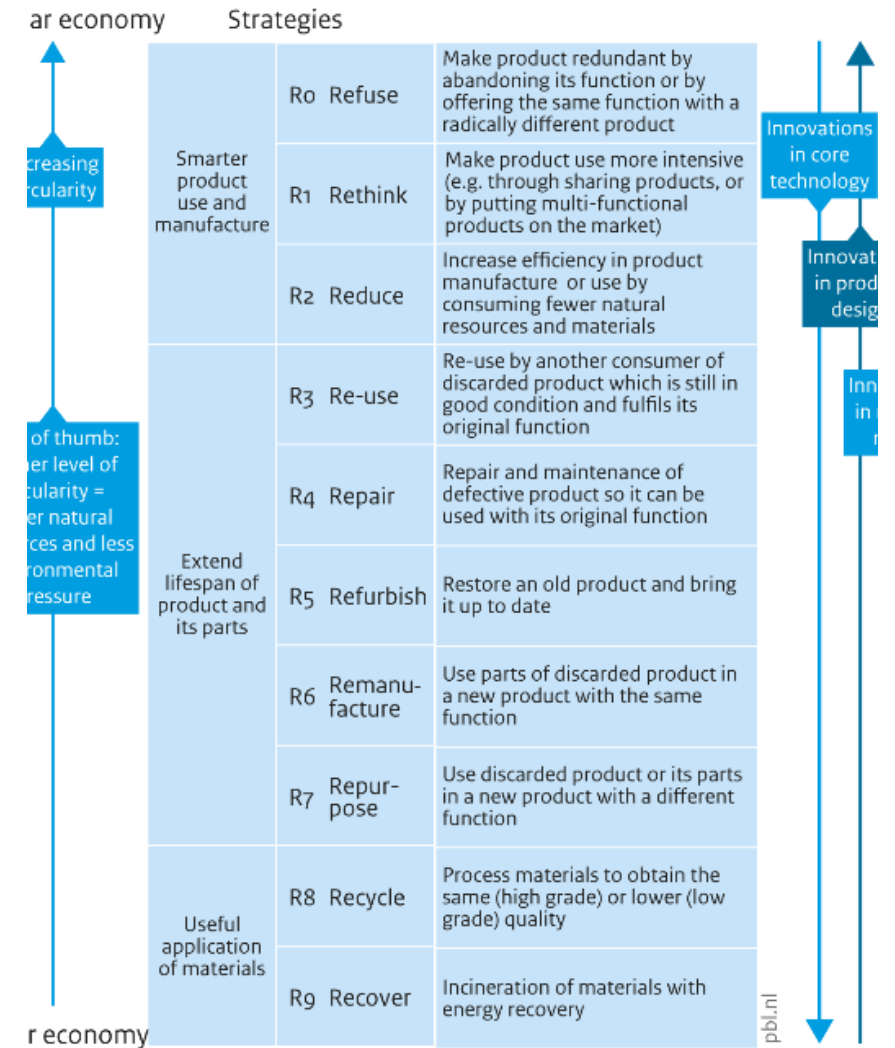 ar economy
Strategies
creasing
rcularity
of thumb:
er level of
cularity =
er natural
rces and less
ronmental
ressure
r economy
Smarter
product
use and
manufacture
R0 Refuse
Make product redundant by
abandoning its function or by
offering the same function with a
radically different product
R1 Rethink
Make product use more intensive
(e.g. through sharing products, or
by putting multi-functional
products on the market)
R2 Reduce
Increase efficiency in product
manufacture or use by
consuming fewer natural
resources and materials
Extend
lifespan of
product and
its parts
R3 Re-use
Re-use by another consumer of
discarded product which is still in
good condition and fulfils its
original function
R4 Repair
Repair and maintenance of
defective product so it can be
used with its original function
R5 Refurbish
Restore an old product and bring
it up to date
R6 Remanu-
facture
Use parts of discarded product in
a new product with the same
function
R7 Repur-
pose
Use discarded product or its parts
in a new product with a different
function
Useful
application
of materials
R8 Recycle
Process materials to obtain the
same (high grade) or lower (low
grade) quality
R9 Recover
Incineration of materials with
energy recovery
pbl.nl
Innovations
in core
technology
Innovat
in prod
desig
Inn
in